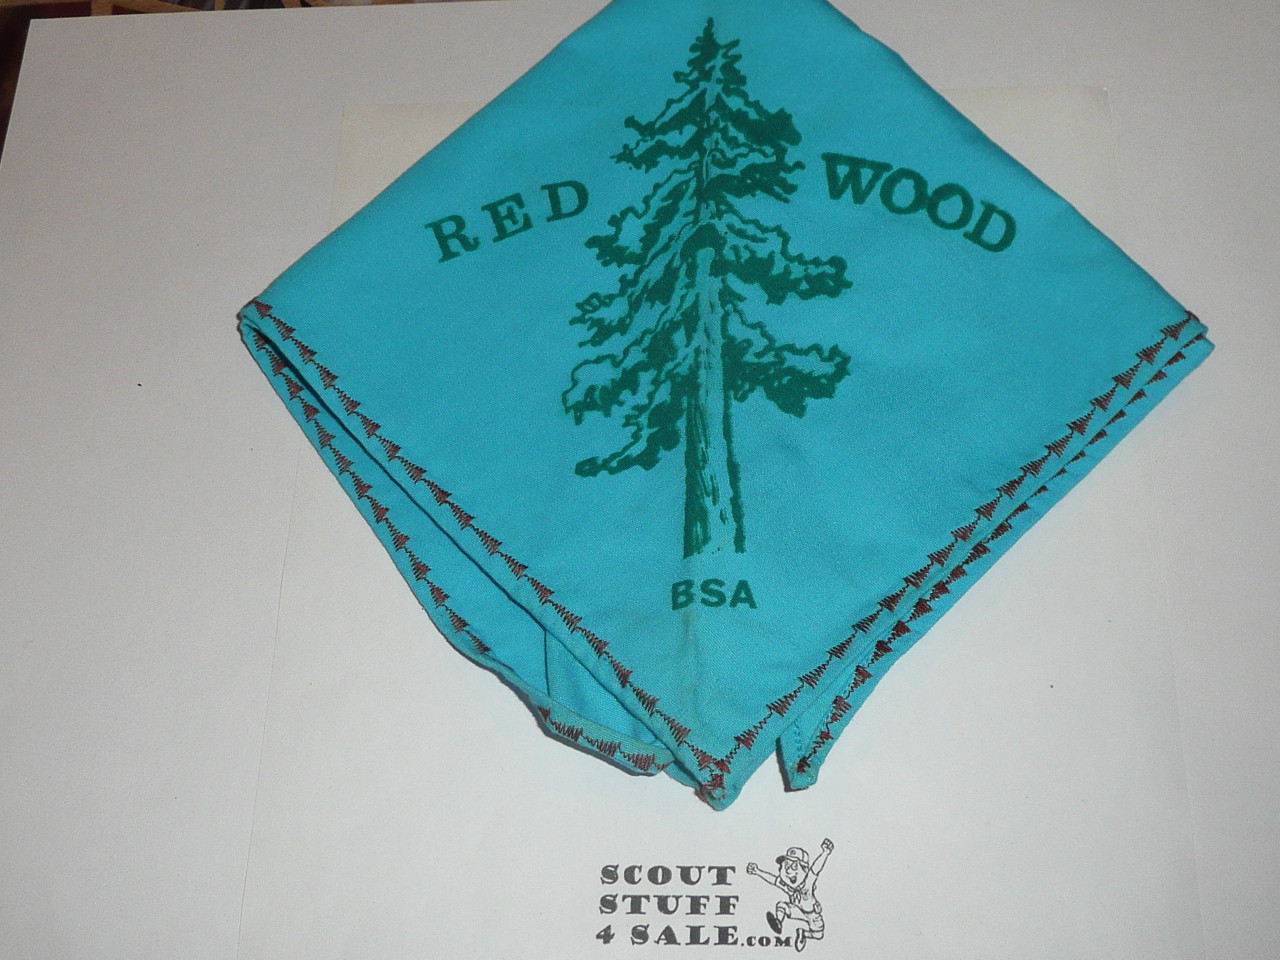 RED WOOD
BSA
SCOUT
STUFF
4 SALE.COM